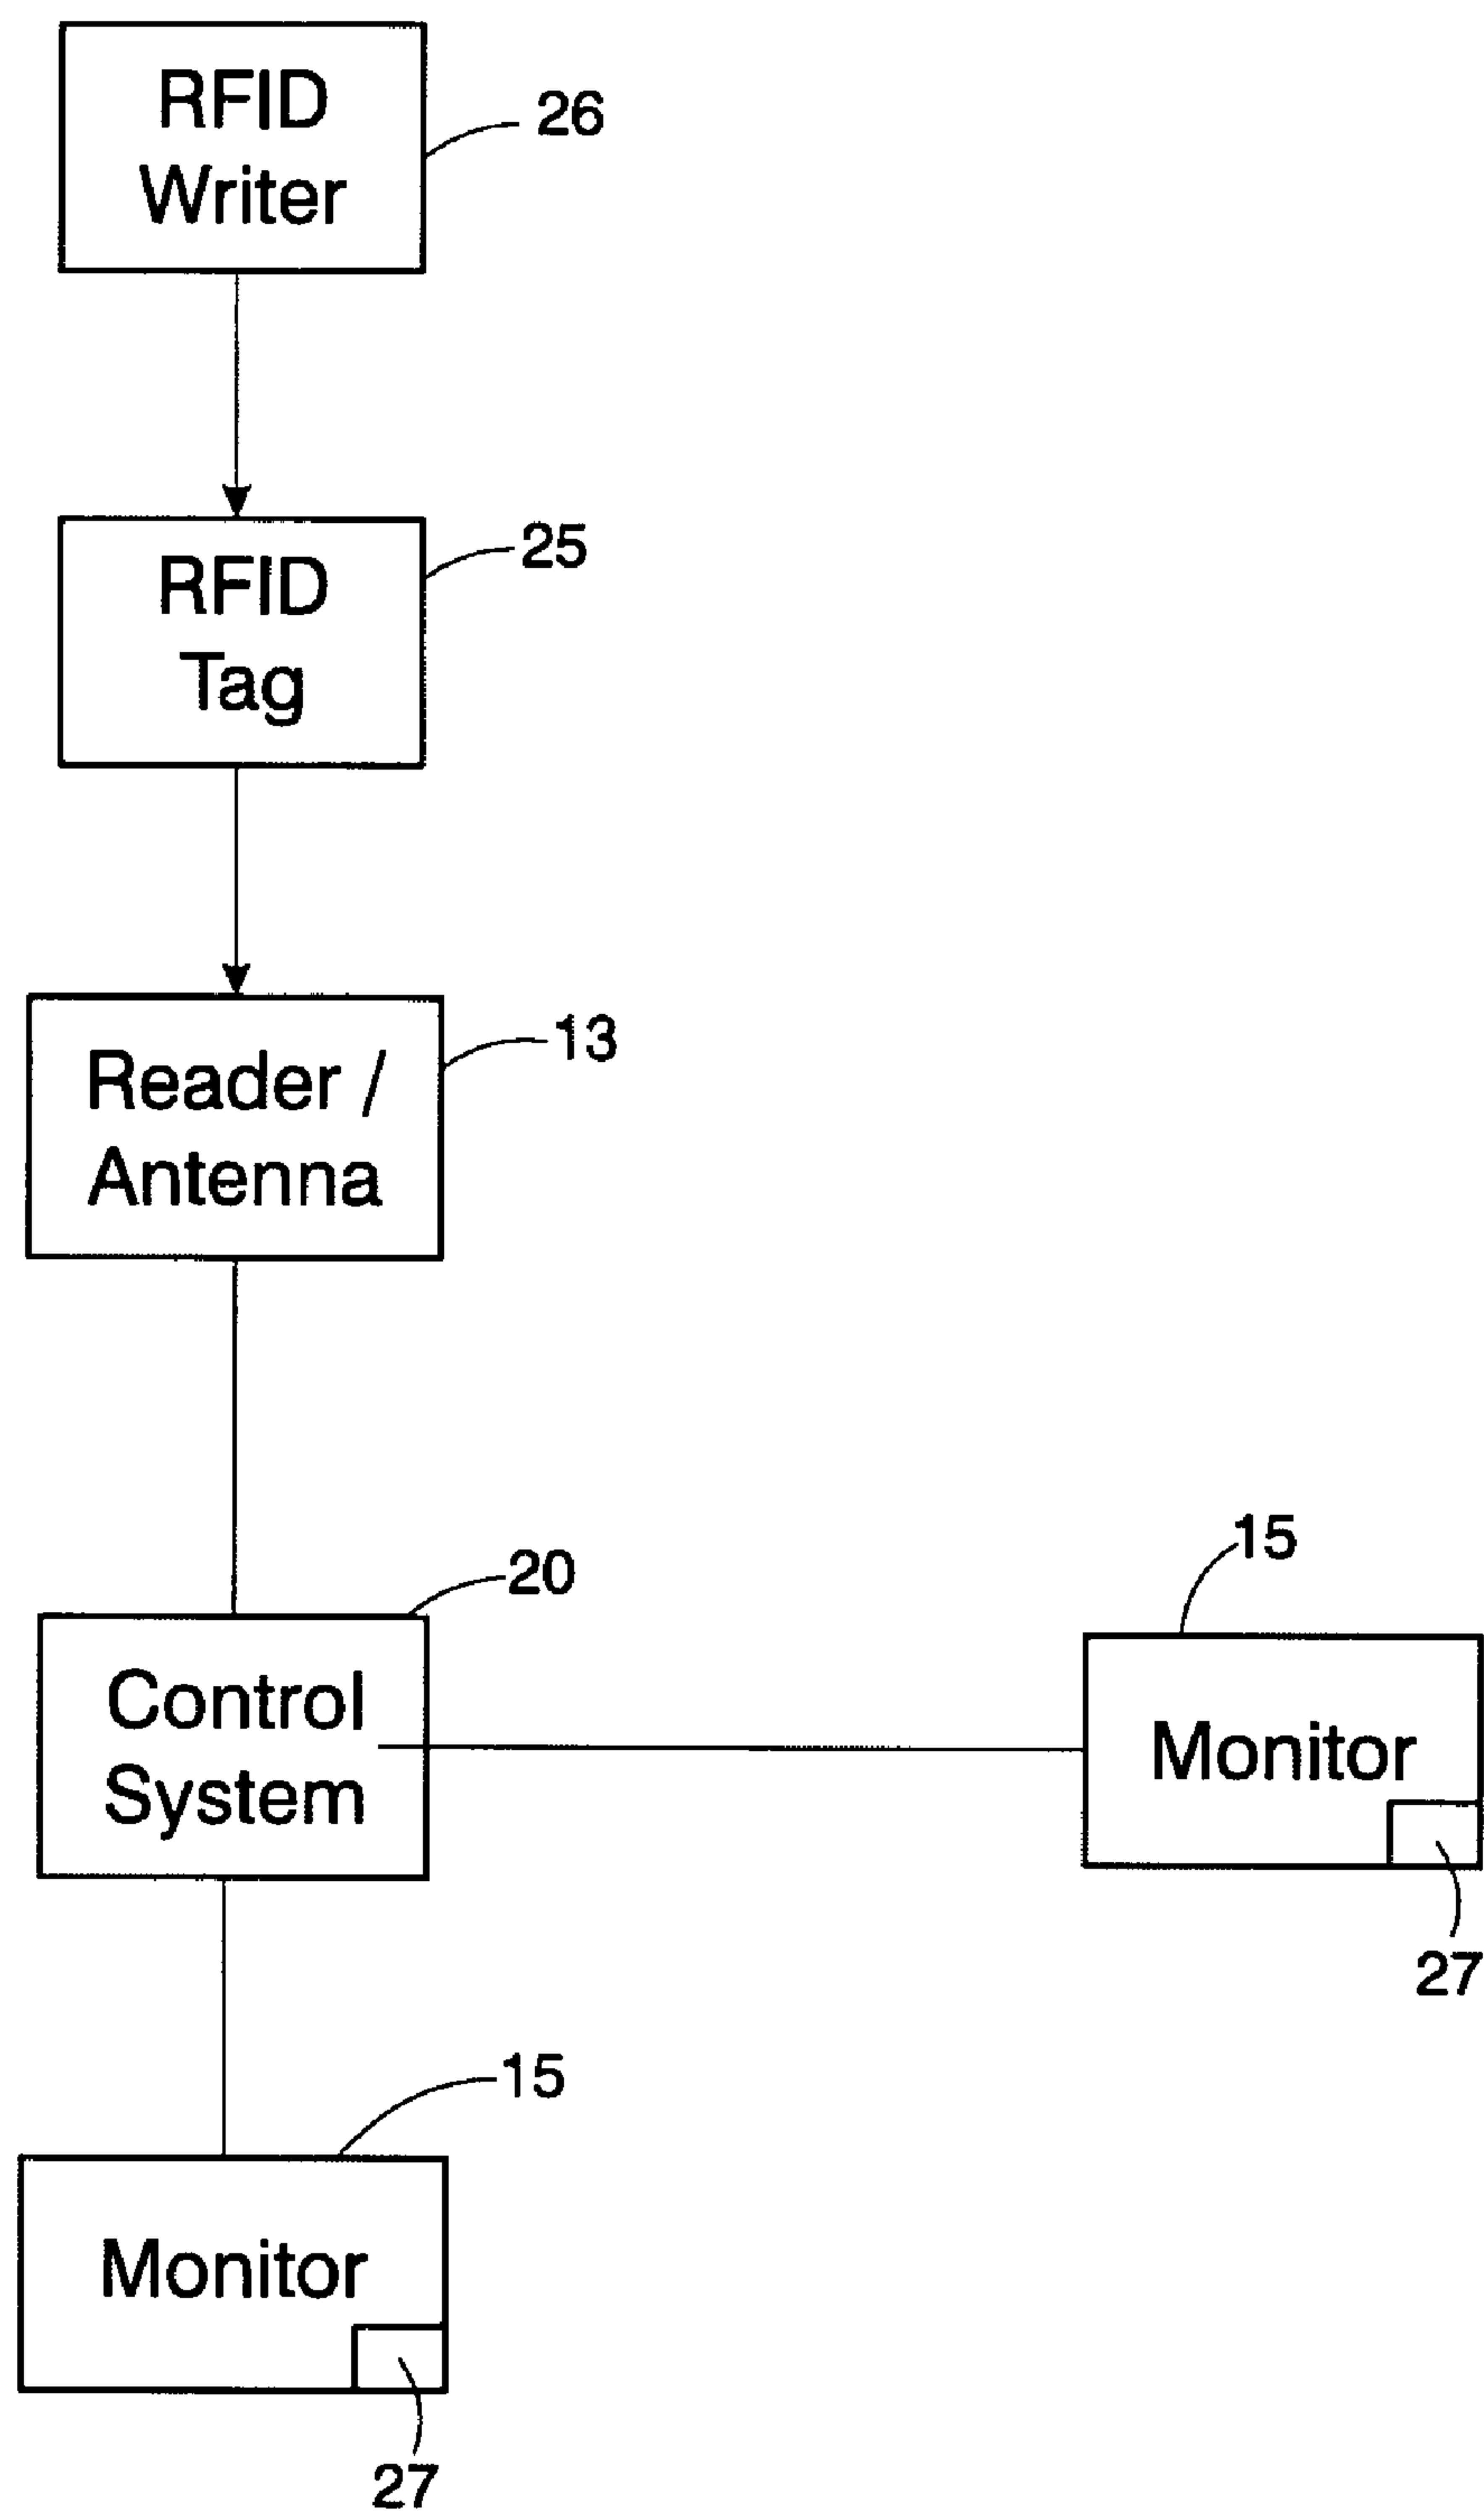 RFID
Writer
26
RFID
Tag
25
Reader /
Antenna
13
Control
System
20
Monitor
15
27
Monitor
15
27